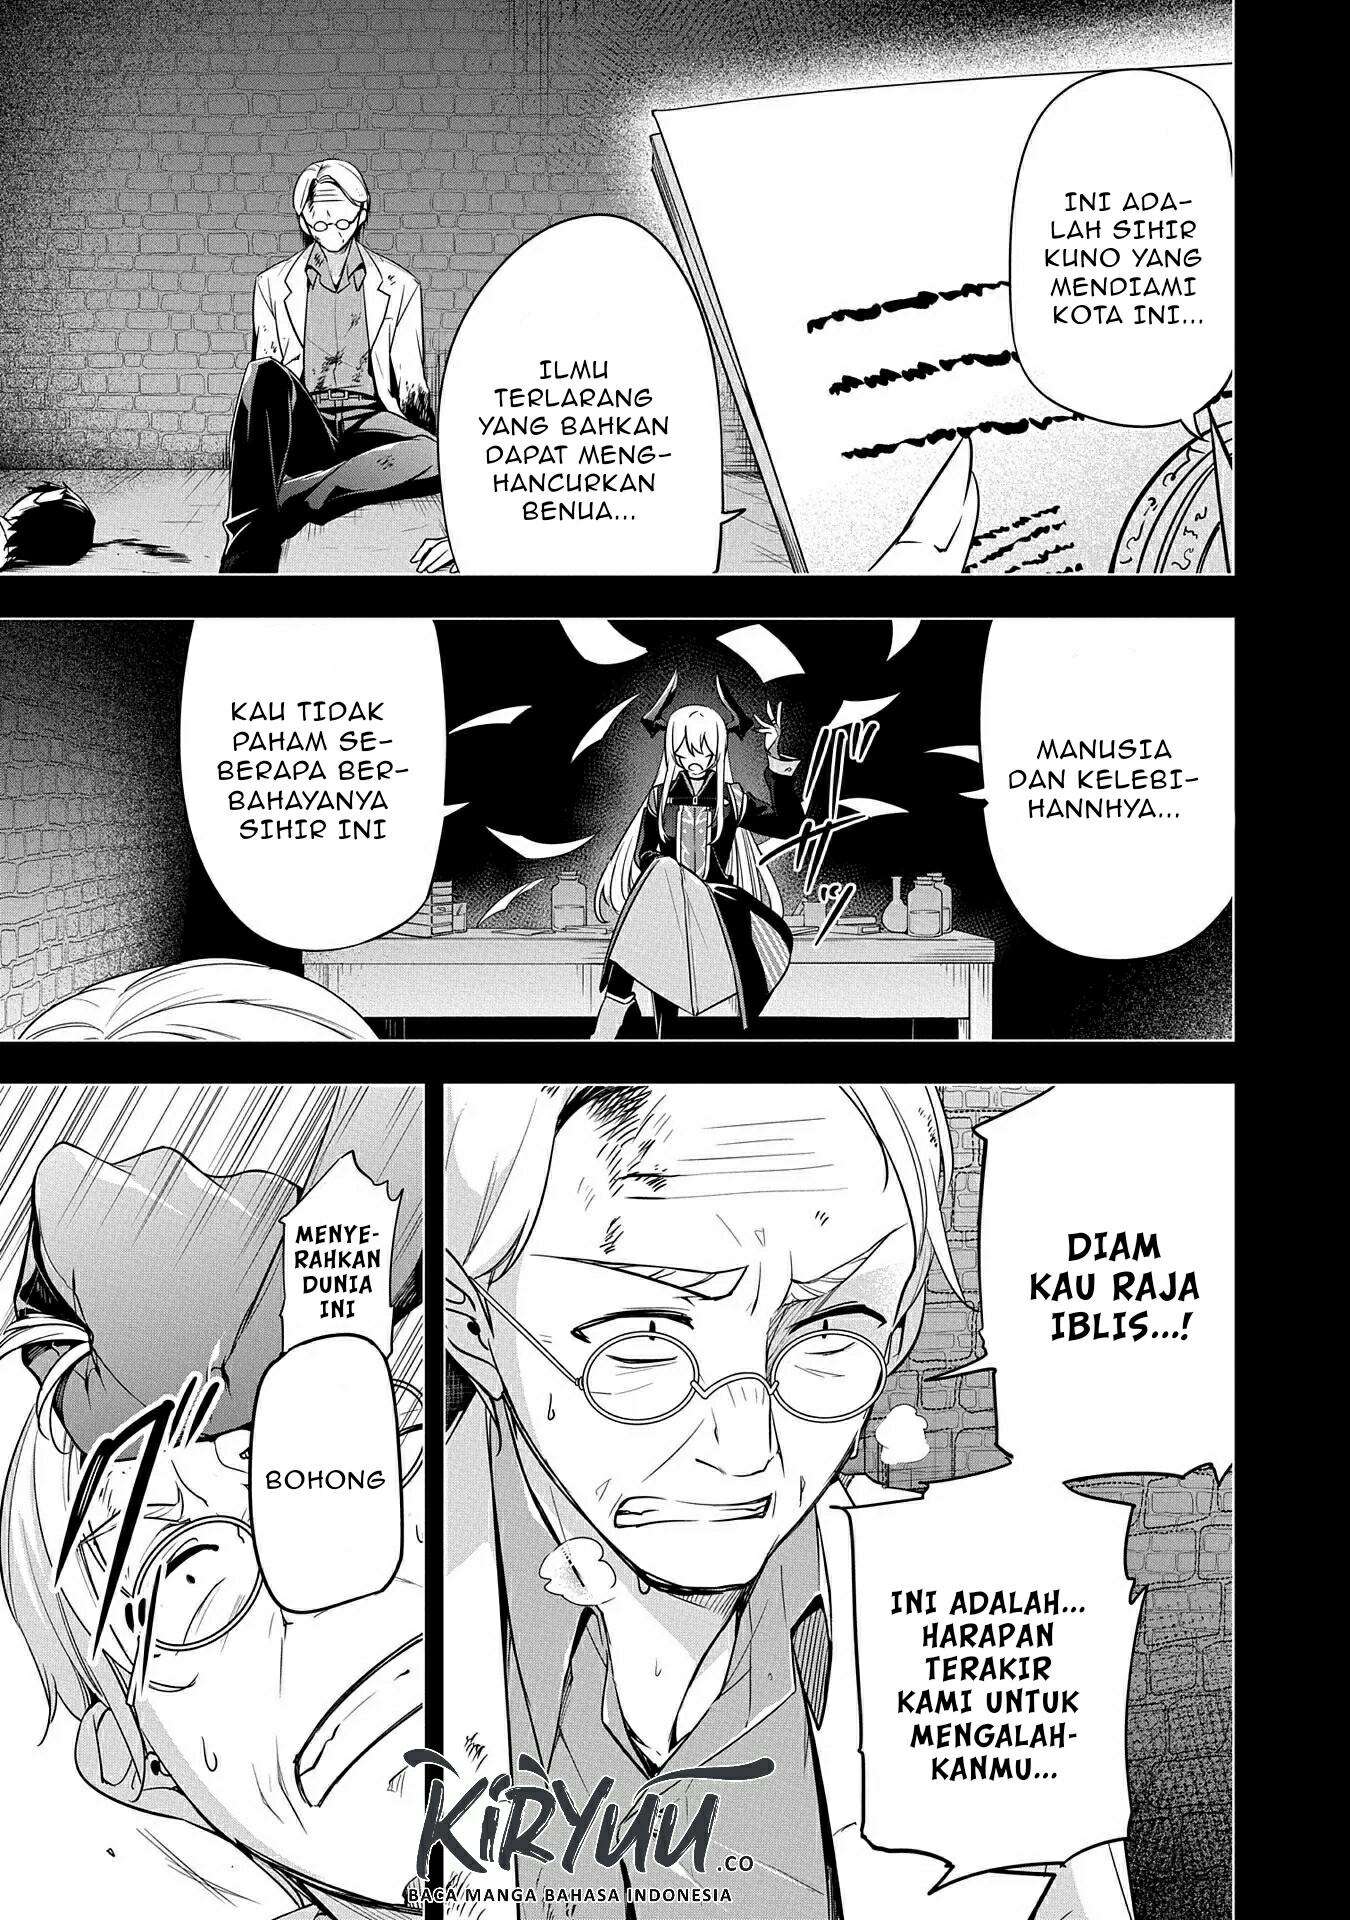 INI ADA-
LAH SIHIR
KUNO YANG
MENDIAMI
KOTA INI...
ILMU
TERLARANG
YANG BAHKAN
DAPAT MENG-
HANCURKAN
BENUA...
MANUSIA
DAN KELEBI-
HANNHYA...
KAU TIDAK
PAHAM SE-
BERAPA BER-
BAHAYANYA
SIHIR INI
DIAM
KAU RAJA
IBLIS...!
INI ADALAH...
HARAPAN
TERAKIR
KAMI UNTUK
MENGALAH-
KANMU...
MENYE-
RAHKAN
DUNIA
INI
BOHONG
KIRYUU
.CO
BACA MANGA BAHASA INDONESIA